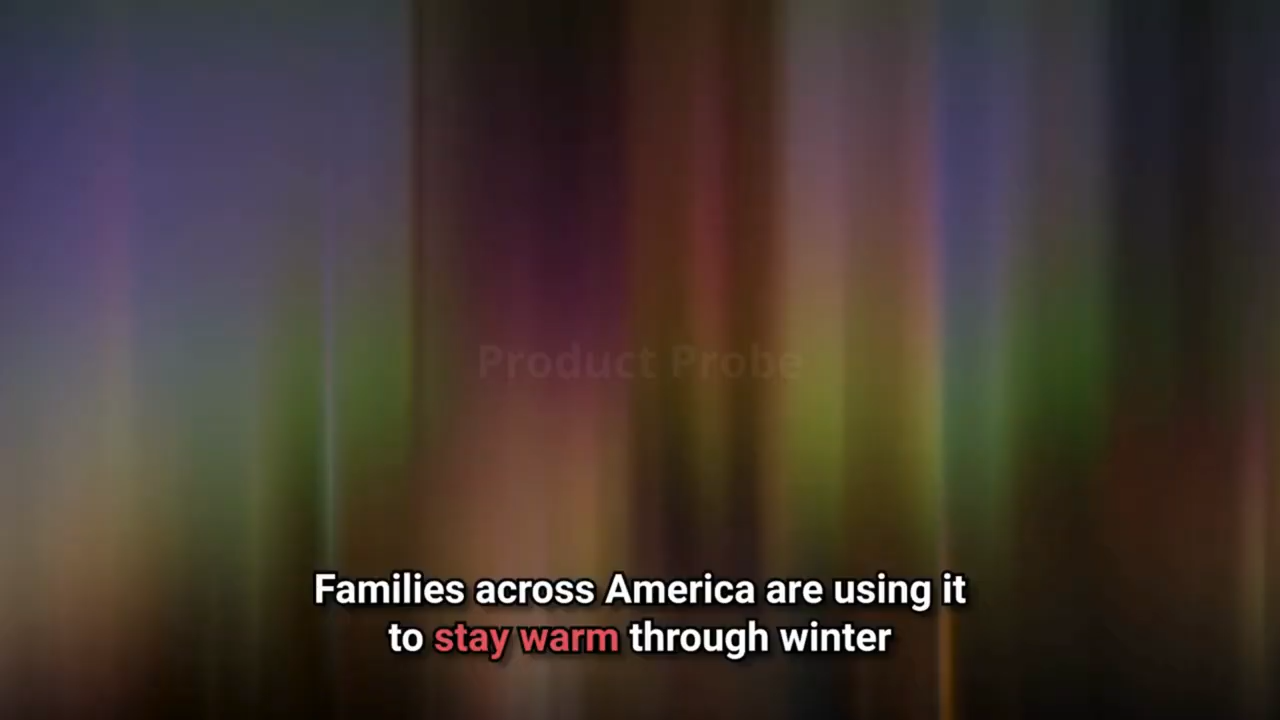 Product Probe
Families across America are using it
to stay warm through winter